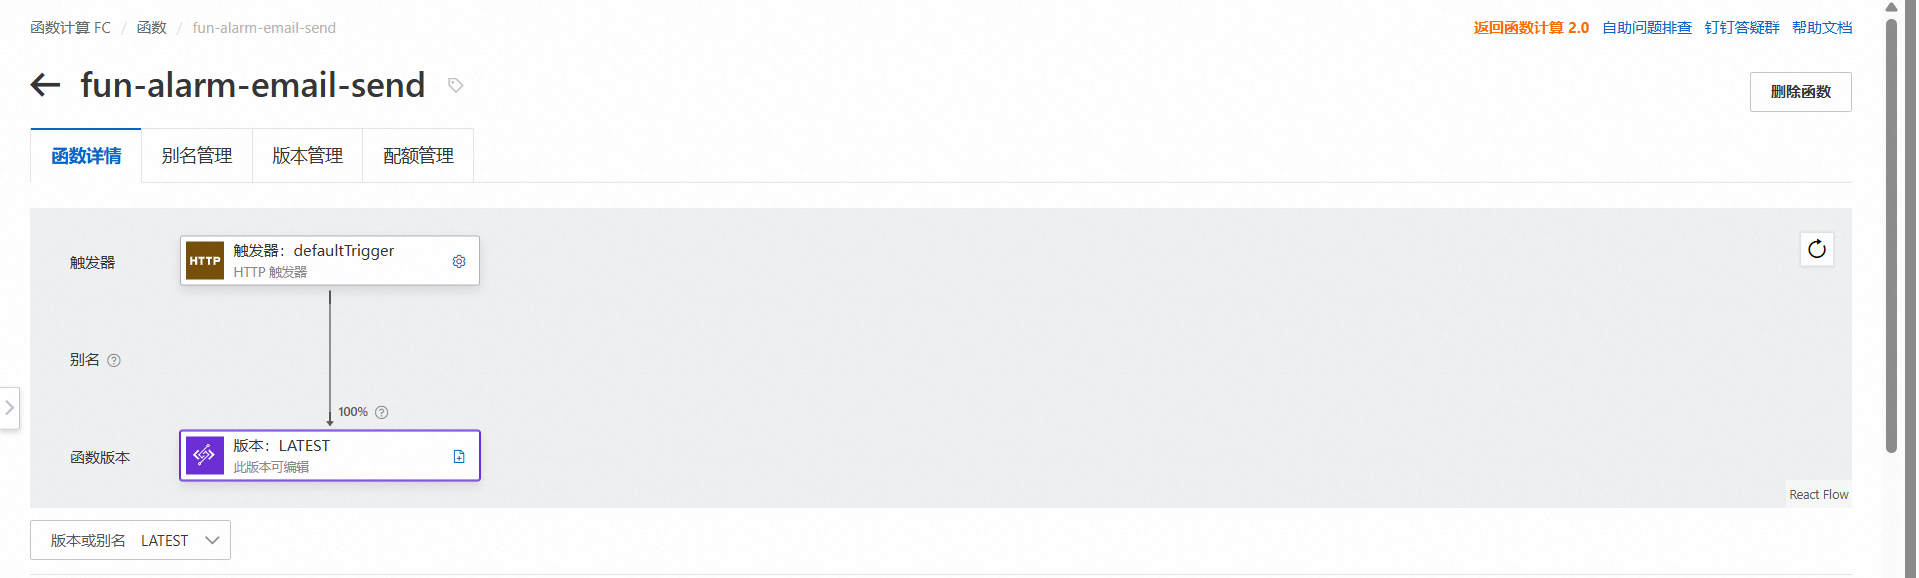 函数计算 FC / 函数 / fun-alarm-email-send
返回函数计算 2.0 自助问题排查 钉钉答疑群 帮助文档
fun-alarm-email-send
删除函数
函数详情 别名管理 版本管理 配额管理
触发器
HTTP
触发器：defaultTrigger
HTTP 触发器
别名
100%
函数版本
版本：LATEST
此版本可编辑
React Flow
版本或别名 LATEST